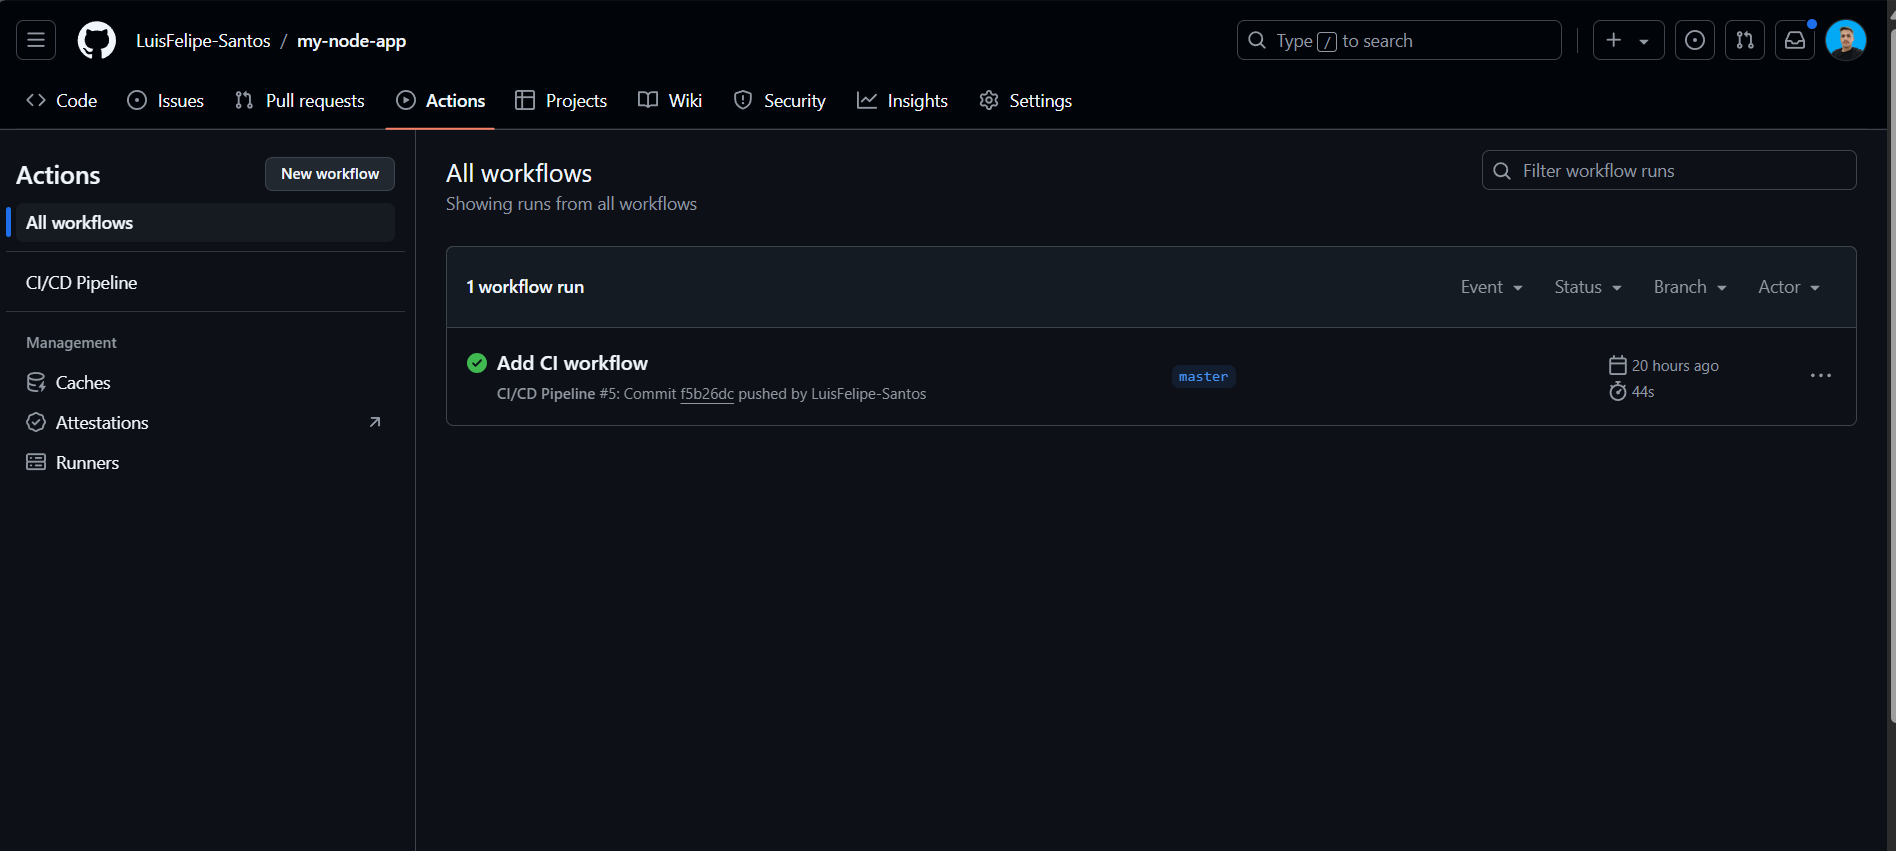 LuisFelipe-Santos / my-node-app
Type / to search
Code Issues Pull requests Actions Projects Wiki Security Insights Settings
Actions
New workflow
All workflows
CI/CD Pipeline
Management
Caches
Attestations
Runners
All workflows
Showing runs from all workflows
Filter workflow runs
1 workflow run
Event Status Branch Actor
Add CI workflow
CI/CD Pipeline #5: Commit f5b26dc pushed by LuisFelipe-Santos
master
20 hours ago
44s